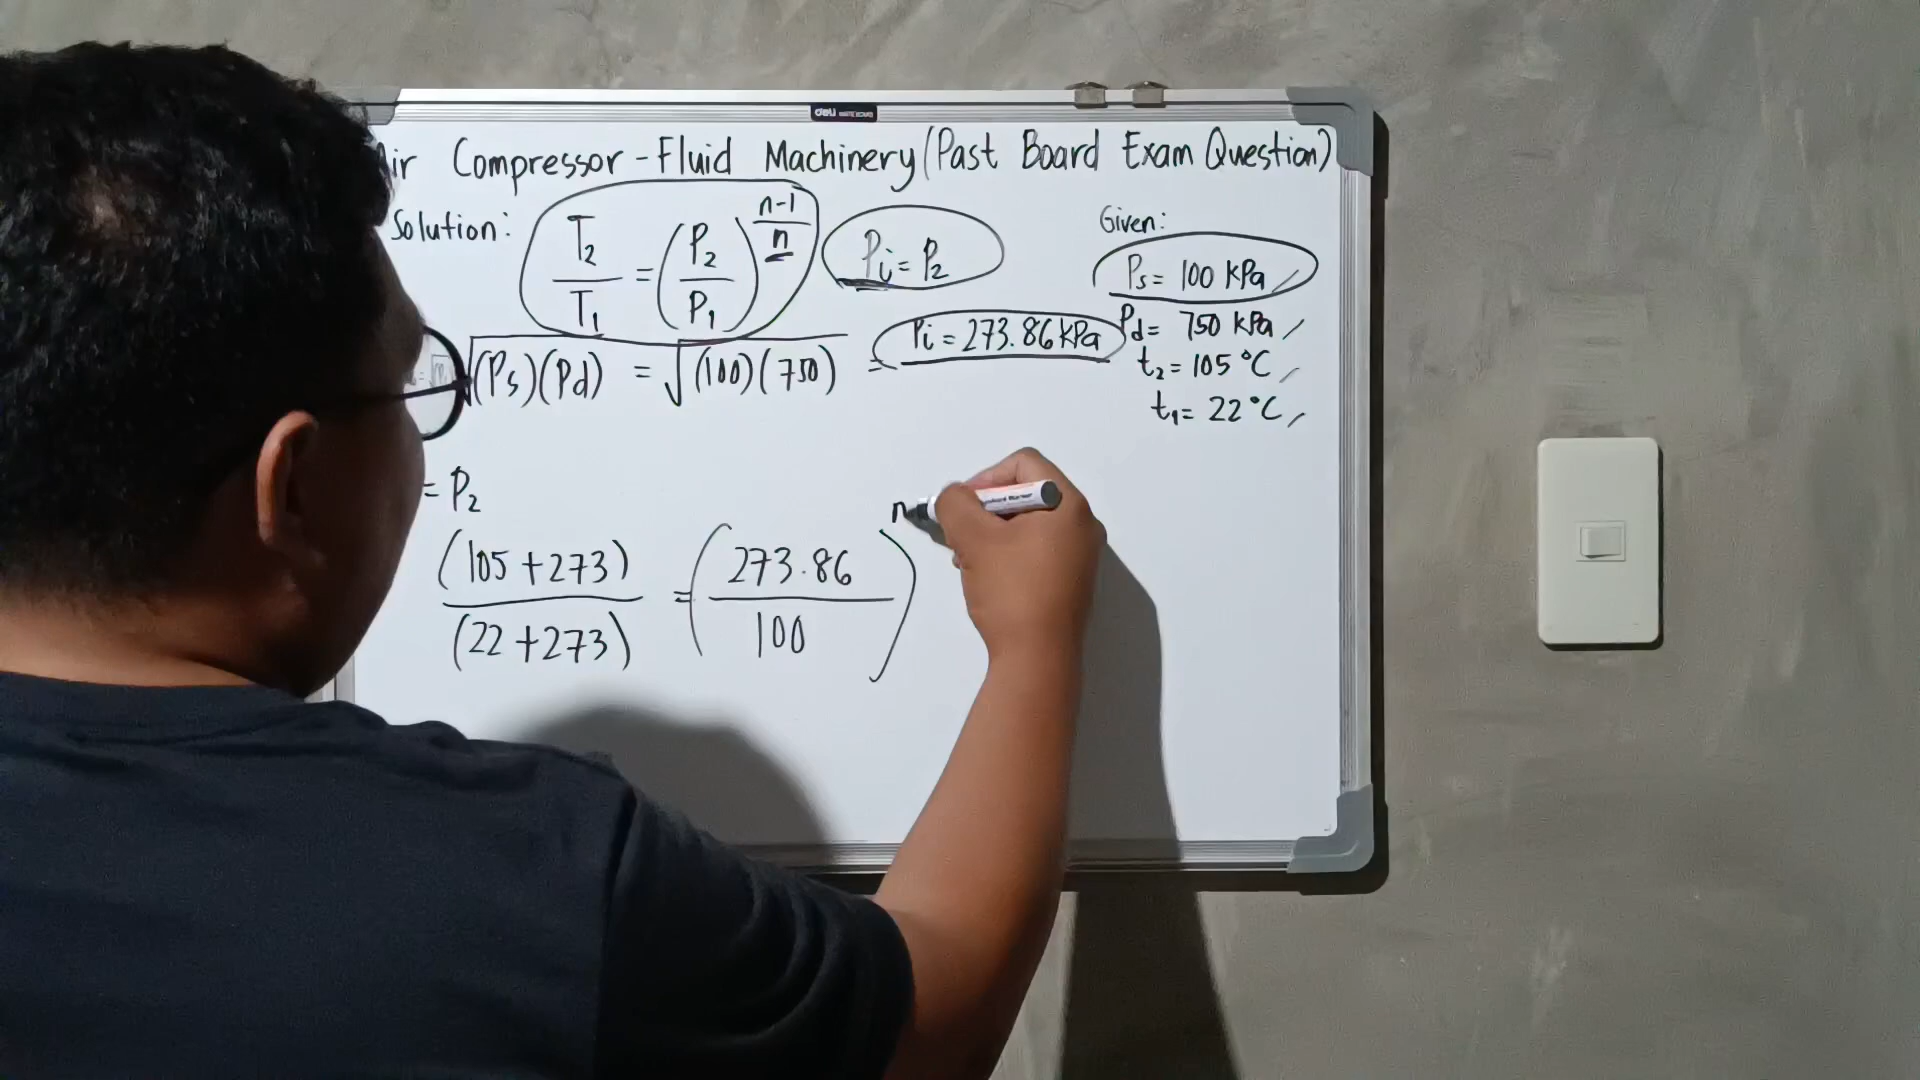 deli
Air Compressor - Fluid Machinery (Past Board Exam Question)
Solution: T₂/T₁ = (P₂/P₁)^((n-1)/n)
Pi = P₂
Given:
Ps = 100 kPa
Pd = 750 kPa
t₂ = 105 °C
t₁ = 22 °C
√(Ps)(Pd) = √(100)(750) = Pi = 273.86 kPa
= P₂
(105 + 273)/(22 + 273) = (273.86/100)^n